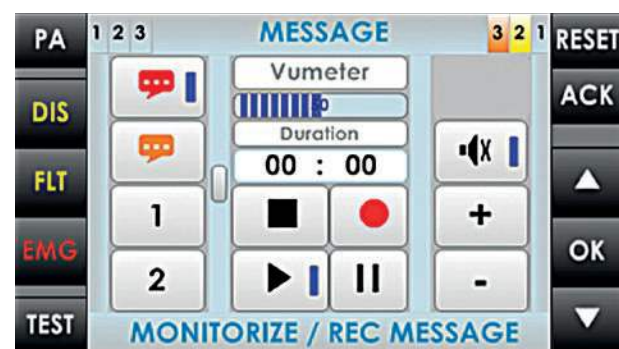 PA
DIS
FLT
EMG
TEST
1 2 3
MESSAGE
3 2 1
Vumeter
50
Duration
00 : 00
1
2
X
+
-
MONITORIZE / REC MESSAGE
RESET
ACK
OK